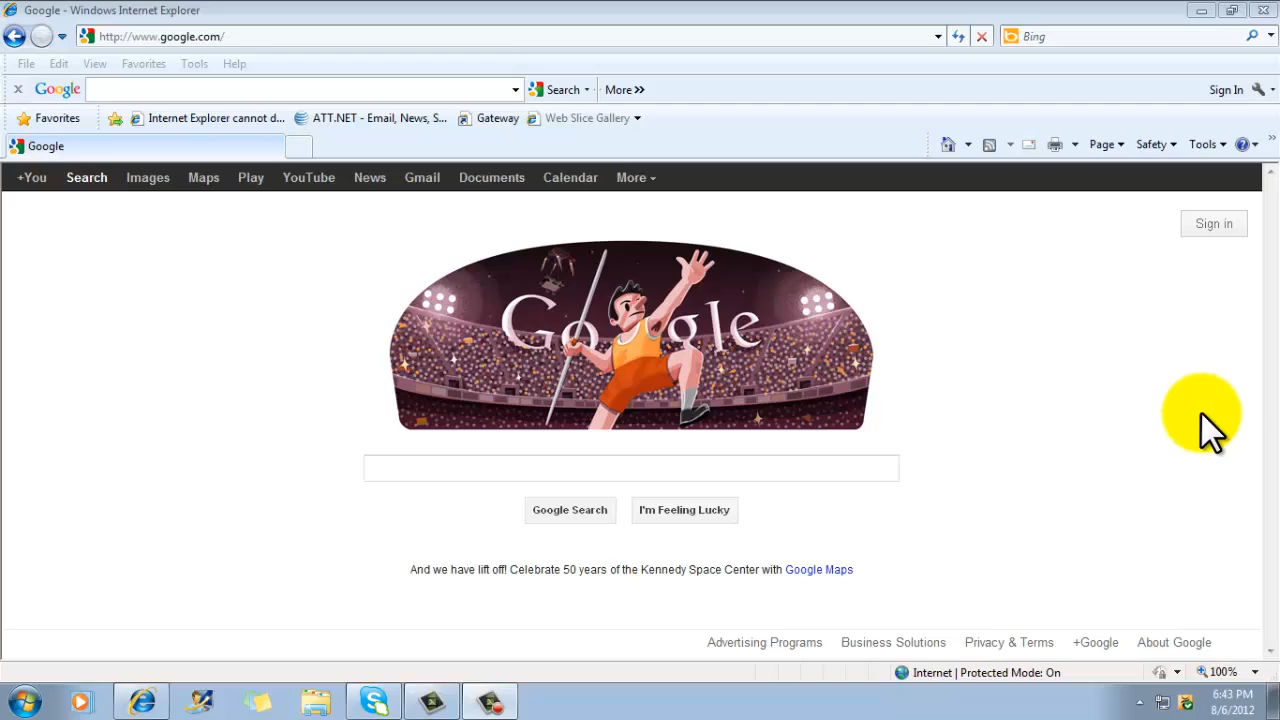 Google - Windows Internet Explorer
http://www.google.com/
Bing
File Edit View Favorites Tools Help
Google Search More »
Sign In
Favorites Internet Explorer cannot d... ATT.NET - Email, News, S... Gateway Web Slice Gallery
Google
Page Safety Tools
+You Search Images Maps Play YouTube News Gmail Documents Calendar More
Sign in
Google
Google Search I'm Feeling Lucky
And we have lift off! Celebrate 50 years of the Kennedy Space Center with Google Maps
Advertising Programs Business Solutions Privacy & Terms +Google About Google
Internet | Protected Mode: On 100%
6:43 PM
8/6/2012